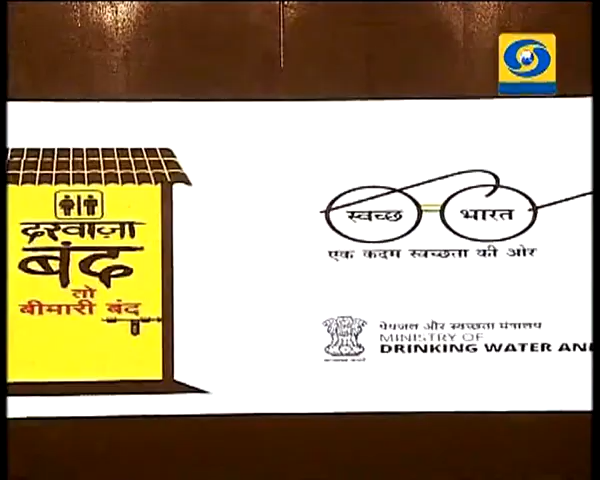 दरवाज़ा
बंद
तो
बीमारी बंद
स्वच्छ भारत
एक कदम स्वच्छता की ओर
पेयजल और स्वच्छता मंत्रालय
MINISTRY OF
DRINKING WATER AN